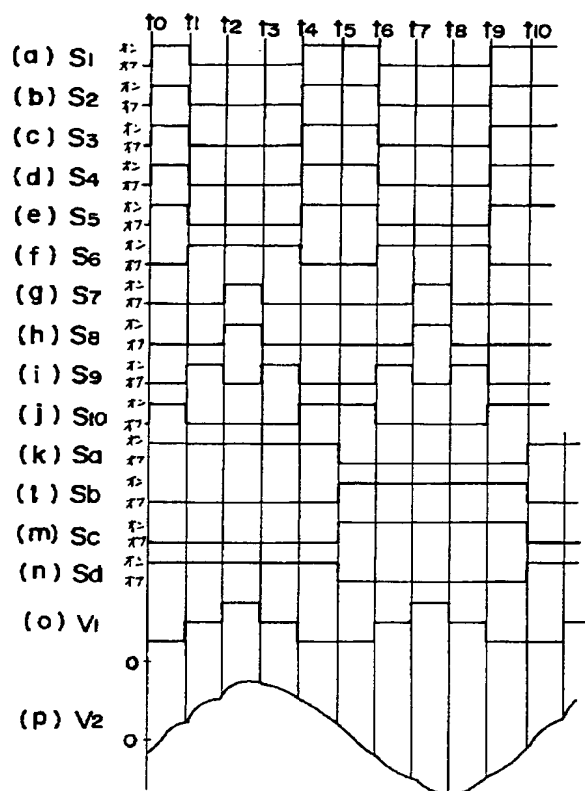 t0 t1 t2 t3 t4 t5 t6 t7 t8 t9 t10
(a) S1 オン オフ
(b) S2 オン オフ
(c) S3 オン オフ
(d) S4 オン オフ
(e) S5 オン オフ
(f) S6 オン オフ
(g) S7 オン オフ
(h) S8 オン オフ
(i) S9 オン オフ
(j) S10 オン オフ
(k) Sa オン オフ
(l) Sb オン オフ
(m) Sc オン オフ
(n) Sd オン オフ
(o) V1
0
(p) V2
0